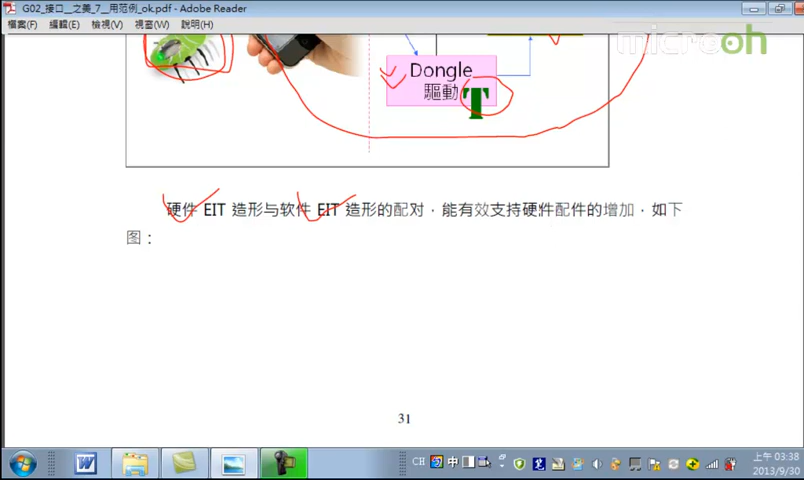 G02_接口__之美_7__用范例_ok.pdf - Adobe Reader
檔案(F) 編輯(E) 檢視(V) 視窗(W) 說明(H)
microoh
Dongle
驅動
T
硬件 EIT 造形与软件 EIT 造形的配对，能有效支持硬件配件的增加，如下
图：
31
CH 中
上午 03:38
2013/9/30